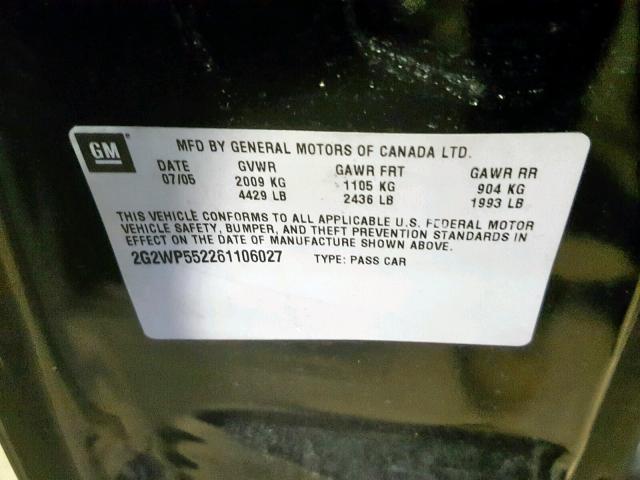 GM
MFD BY GENERAL MOTORS OF CANADA LTD.
DATE GVWR GAWR FRT GAWR RR
07/05 2009 KG 1105 KG 904 KG
4429 LB 2436 LB 1993 LB
THIS VEHICLE CONFORMS TO ALL APPLICABLE U.S. FEDERAL MOTOR
VEHICLE SAFETY, BUMPER, AND THEFT PREVENTION STANDARDS IN
EFFECT ON THE DATE OF MANUFACTURE SHOWN ABOVE.
2G2WP552261106027 TYPE: PASS CAR